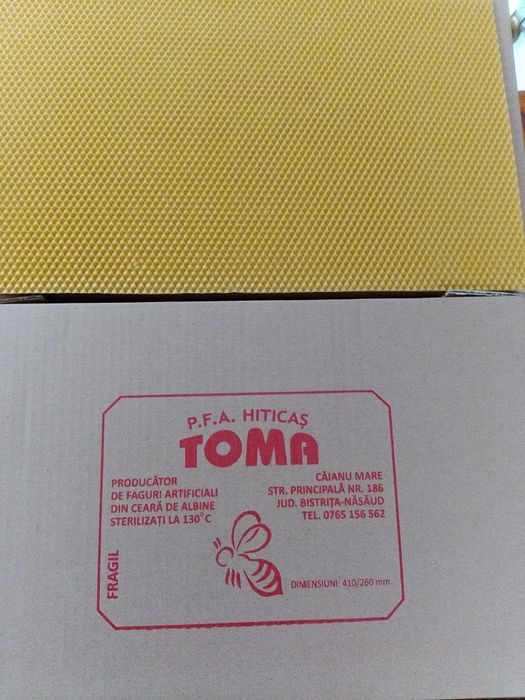 P.F.A. HITICAȘ
TOMA
PRODUCĂTOR
DE FAGURI ARTIFICIALI
DIN CEARĂ DE ALBINE
STERILIZAȚI LA 130°C
CĂIANU MARE
STR. PRINCIPALĂ NR. 186
JUD. BISTRIȚA-NĂSĂUD
TEL. 0765 156 562
FRAGIL
DIMENSIUNI: 410/260 mm